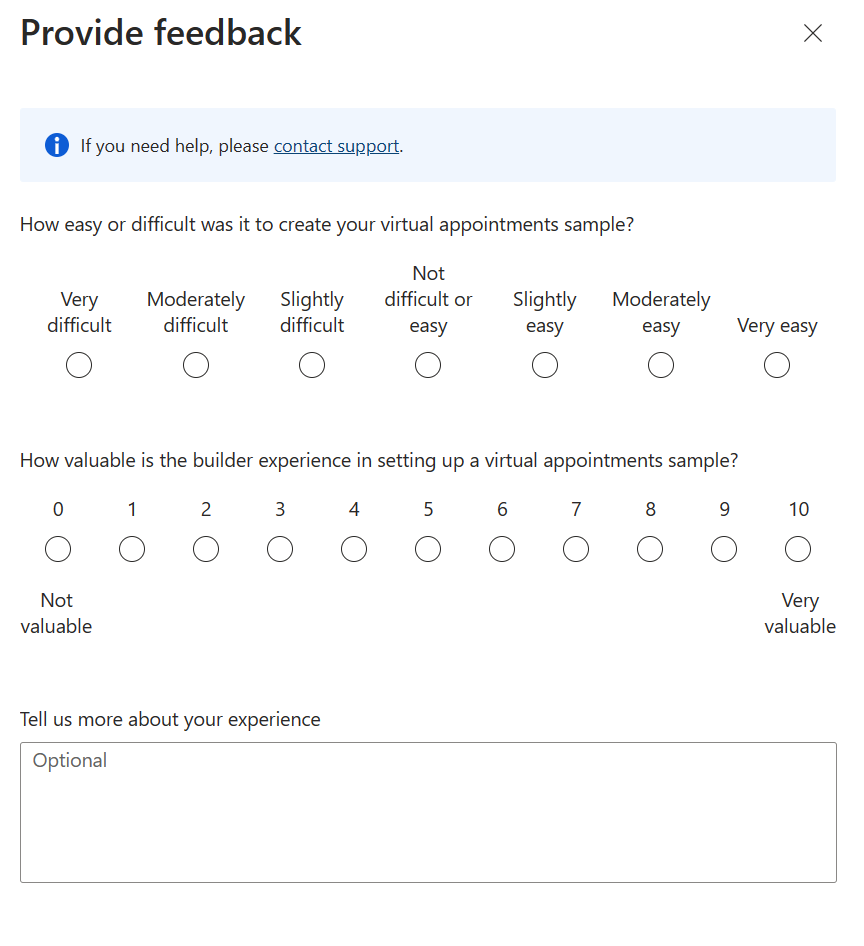 Provide feedback
If you need help, please contact support.
How easy or difficult was it to create your virtual appointments sample?
Very difficult
Moderately difficult
Slightly difficult
Not difficult or easy
Slightly easy
Moderately easy
Very easy
How valuable is the builder experience in setting up a virtual appointments sample?
0 1 2 3 4 5 6 7 8 9 10
Not valuable
Very valuable
Tell us more about your experience
Optional